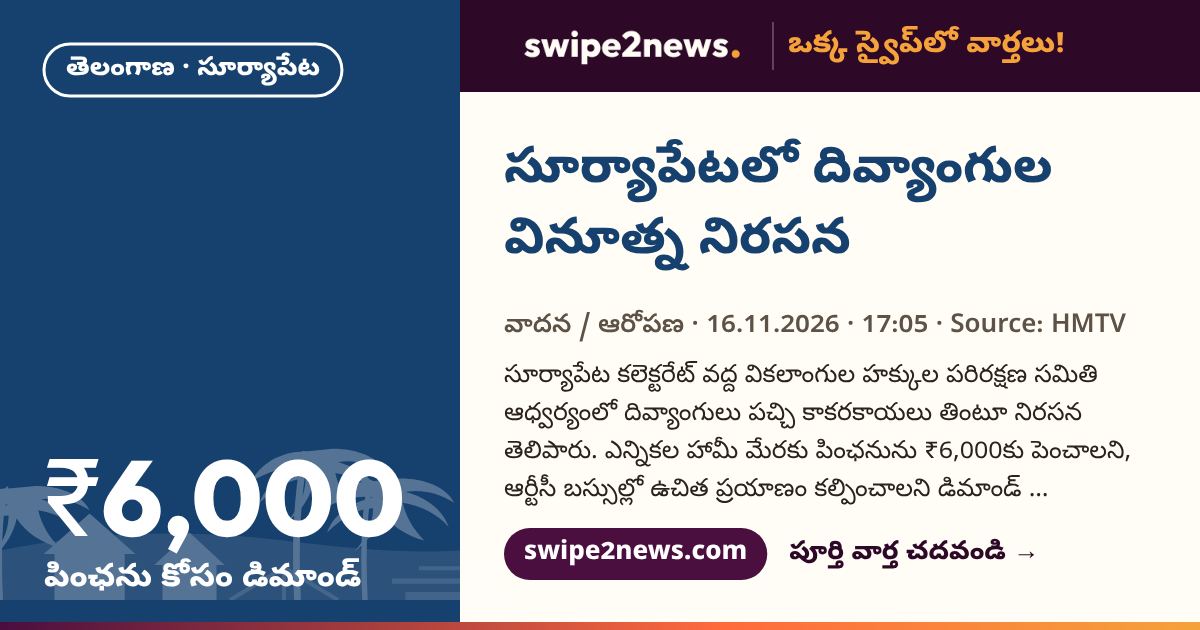 తెలంగాణ · సూర్యాపేట
₹6,000
పింఛను కోసం డిమాండ్
swipe2news.
ఒక్క స్వైప్‌లో వార్తలు!
సూర్యాపేటలో దివ్యాంగుల
వినూత్న నిరసన
వాదన / ఆరోపణ · 16.11.2026 · 17:05 · Source: HMTV
సూర్యాపేట కలెక్టరేట్ వద్ద వికలాంగుల హక్కుల పరిరక్షణ సమితి
ఆధ్వర్యంలో దివ్యాంగులు పచ్చి కాకరకాయలు తింటూ నిరసన
తెలిపారు. ఎన్నికల హామీ మేరకు పింఛనును ₹6,000కు పెంచాలని,
ఆర్టీసీ బస్సుల్లో ఉచిత ప్రయాణం కల్పించాలని డిమాండ్ ...
swipe2news.com
పూర్తి వార్త చదవండి →